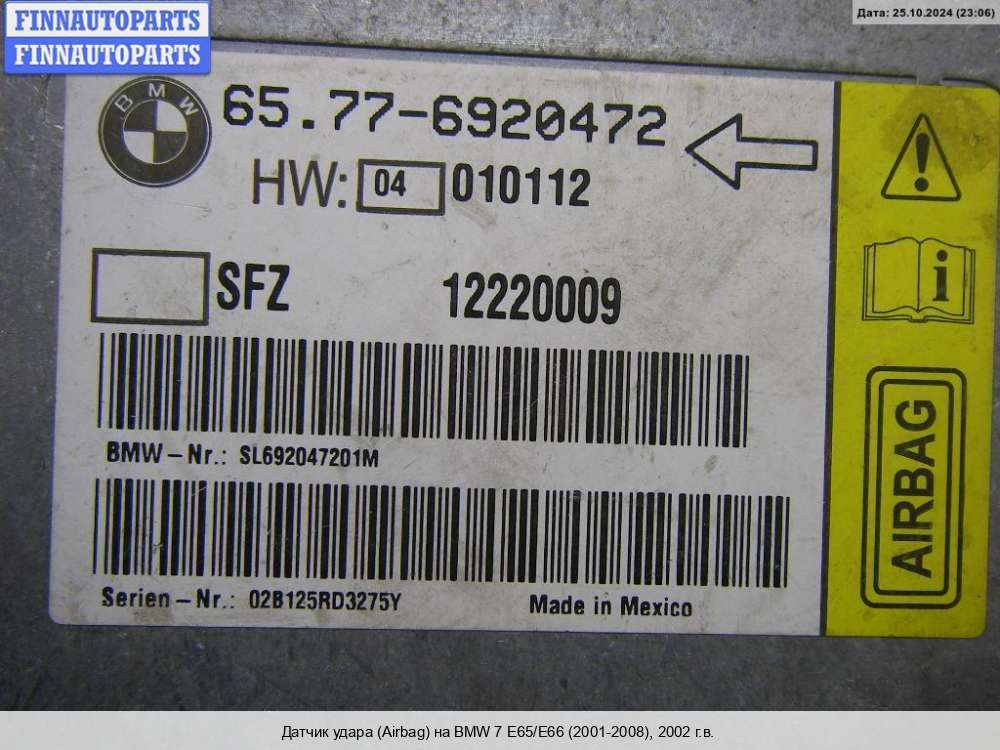 FINNAUTOPARTS
FINNAUTOPARTS
Дата: 25.10.2024 (23:06)
BMW
65.77-6920472
HW: 04 010112
SFZ 12220009
BMW-Nr.: SL692047201M
Serien-Nr.: 02B125RD3275Y Made in Mexico
i
AIRBAG
Датчик удара (Airbag) на BMW 7 E65/E66 (2001-2008), 2002 г.в.